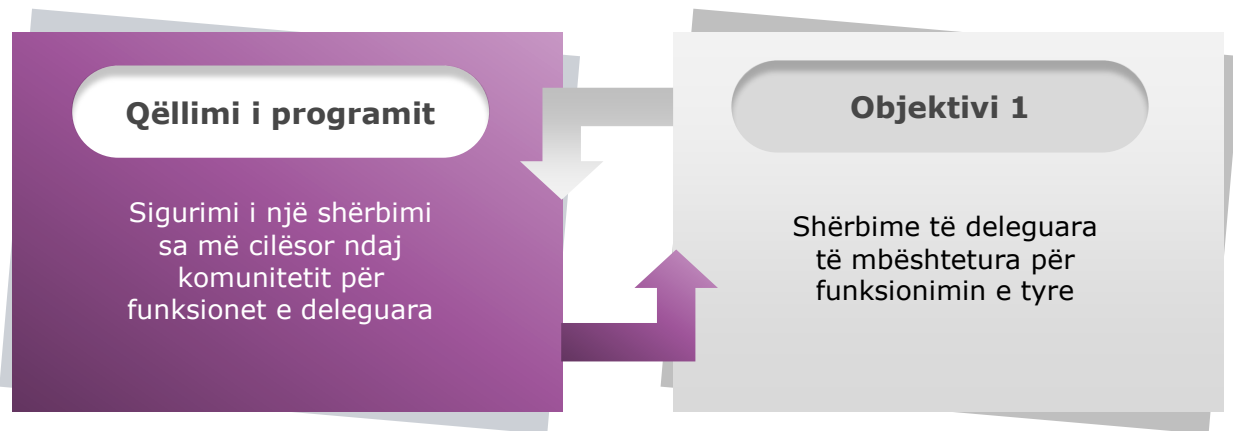 Qëllimi i programit
Sigurimi i një shërbimi
sa më cilësor ndaj
komunitetit për
funksionet e deleguara
Objektivi 1
Shërbime të deleguara
të mbështetura për
funksionimin e tyre